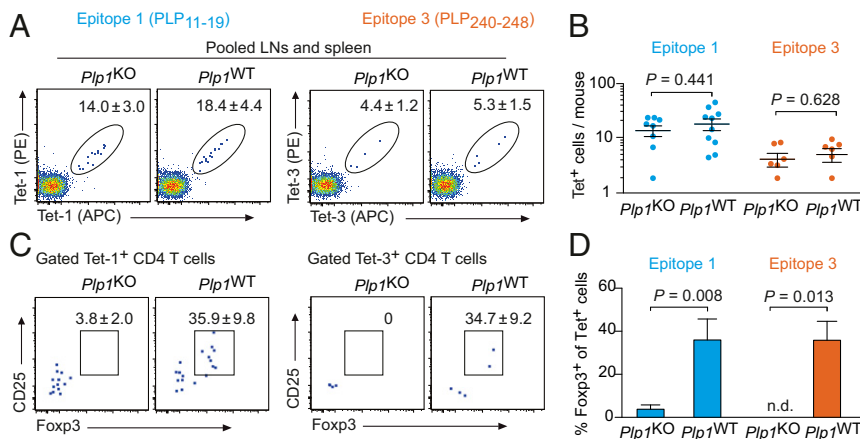 A
Epitope 1 (PLP11-19)
Epitope 3 (PLP240-248)
Pooled LNs and spleen
Plp1KO
Plp1WT
Plp1KO
Plp1WT
14.0±3.0
18.4±4.4
4.4±1.2
5.3±1.5
Tet-1 (PE)
Tet-1 (APC)
Tet-3 (PE)
Tet-3 (APC)
B
Epitope 1
Epitope 3
P = 0.441
P = 0.628
Tet+ cells / mouse
100
10
1
Plp1KO
Plp1WT
Plp1KO
Plp1WT
C
Gated Tet-1+ CD4 T cells
Gated Tet-3+ CD4 T cells
Plp1KO
Plp1WT
Plp1KO
Plp1WT
3.8±2.0
35.9±9.8
0
34.7±9.2
CD25
Foxp3
CD25
Foxp3
D
Epitope 1
Epitope 3
P = 0.008
P = 0.013
% Foxp3+ of Tet+ cells
60
40
20
0
n.d.
Plp1KO
Plp1WT
Plp1KO
Plp1WT